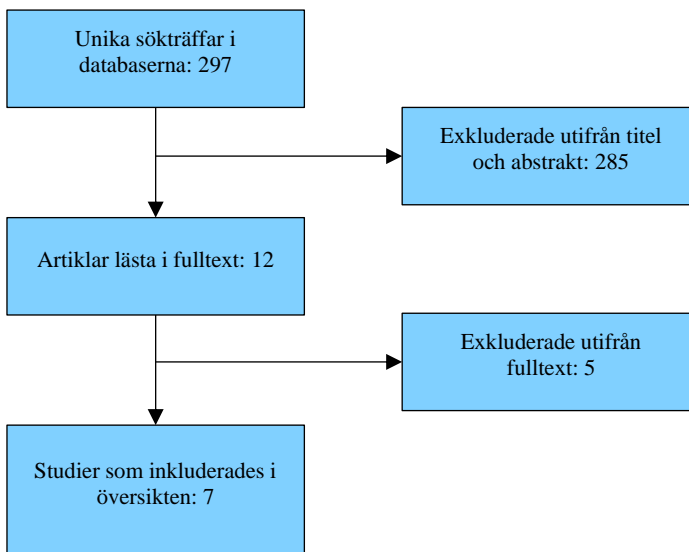 Unika sökträffar i
databaserna: 297
Exkluderade utifrån titel
och abstrakt: 285
Artiklar lästa i fulltext: 12
Exkluderade utifrån
fulltext: 5
Studier som inkluderades i
översikten: 7